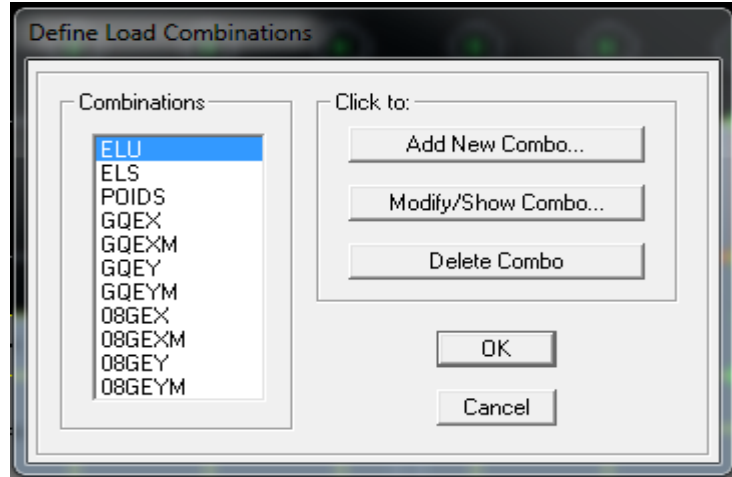 Define Load Combinations
Combinations
ELU
ELS
POIDS
GQEX
GQEXM
GQEY
GQEYM
08GEX
08GEXM
08GEY
08GEYM
Click to:
Add New Combo...
Modify/Show Combo...
Delete Combo
OK
Cancel